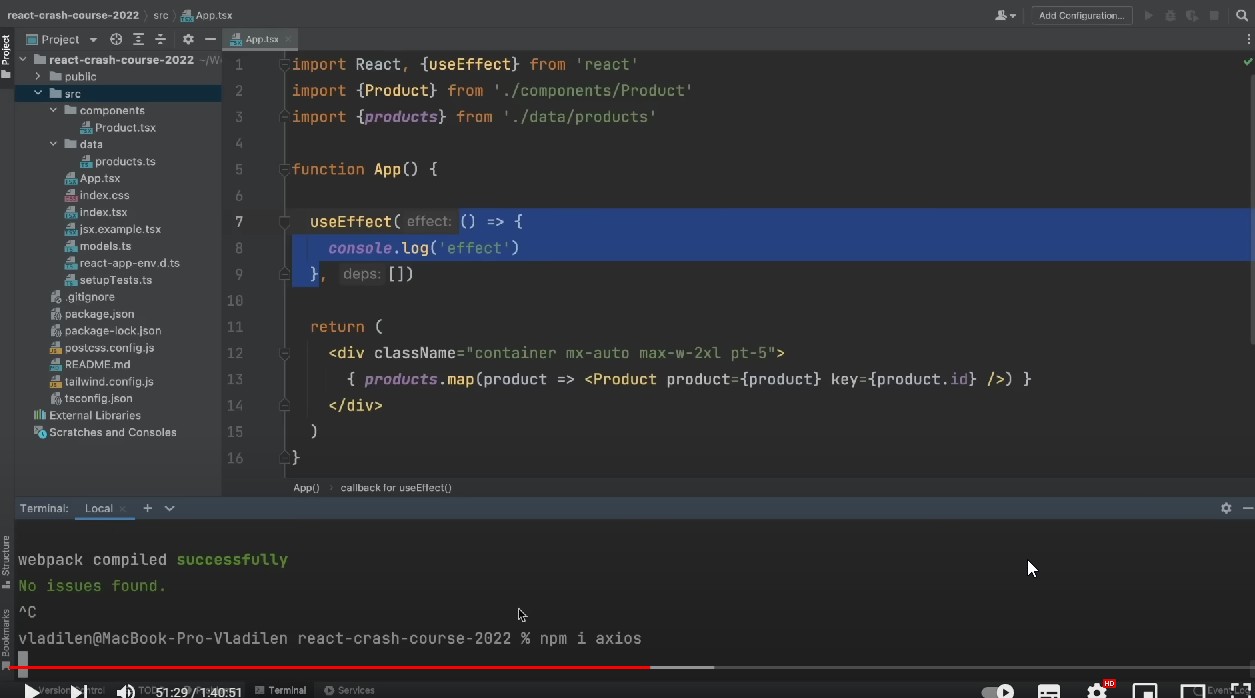 react-crash-course-2022 src App.tsx Add Configuration...
Project
Project App.tsx
react-crash-course-2022 ~/W
public
src
components
Product.tsx
data
products.ts
App.tsx
index.css
index.tsx
jsx.example.tsx
models.ts
react-app-env.d.ts
setupTests.ts
.gitignore
package.json
package-lock.json
postcss.config.js
README.md
tailwind.config.js
tsconfig.json
External Libraries
Scratches and Consoles
1 import React, {useEffect} from 'react'
2 import {Product} from './components/Product'
3 import {products} from './data/products'
4
5 function App() {
6
7 useEffect( effect: () => {
8 console.log('effect')
9 }, deps: [])
10
11 return (
12 <div className="container mx-auto max-w-2xl pt-5">
13 { products.map(product => <Product product={product} key={product.id} />) }
14 </div>
15 )
16 }
App() callback for useEffect()
Terminal: Local
Structure
Bookmarks
webpack compiled successfully
No issues found.
^C
vladilen@MacBook-Pro-Vladilen react-crash-course-2022 % npm i axios
51:29 / 1:40:51 Terminal Services
HD